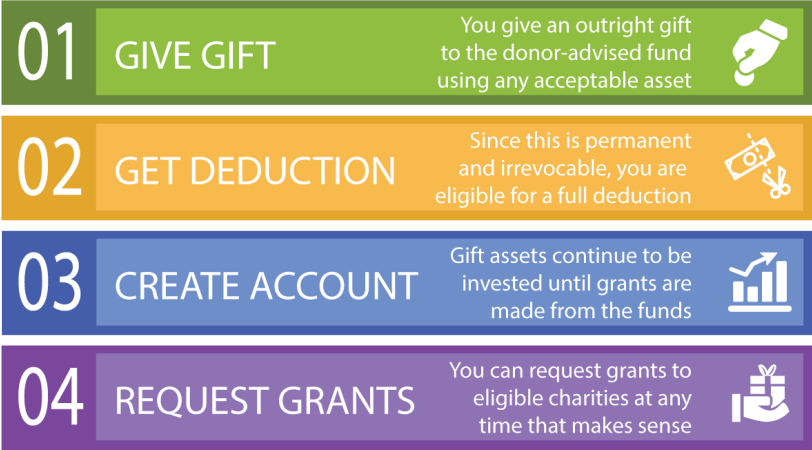 01
GIVE GIFT
You give an outright gift
to the donor-advised fund
using any acceptable asset
02
GET DEDUCTION
Since this is permanent
and irrevocable, you are
eligible for a full deduction
03
CREATE ACCOUNT
Gift assets continue to be
invested until grants are
made from the funds
04
REQUEST GRANTS
You can request grants to
eligible charities at any
time that makes sense